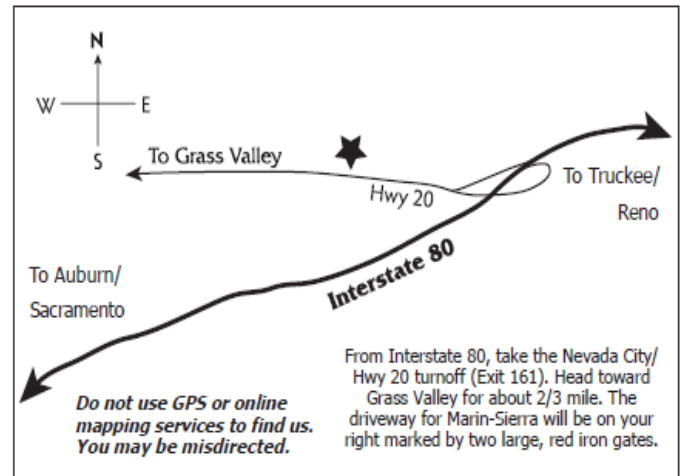 N
W
E
S
To Grass Valley
Hwy 20
To Truckee/
Reno
Interstate 80
To Auburn/
Sacramento
Do not use GPS or online
mapping services to find us.
You may be misdirected.
From Interstate 80, take the Nevada City/
Hwy 20 turnoff (Exit 161). Head toward
Grass Valley for about 2/3 mile. The
driveway for Marin-Sierra will be on your
right marked by two large, red iron gates.